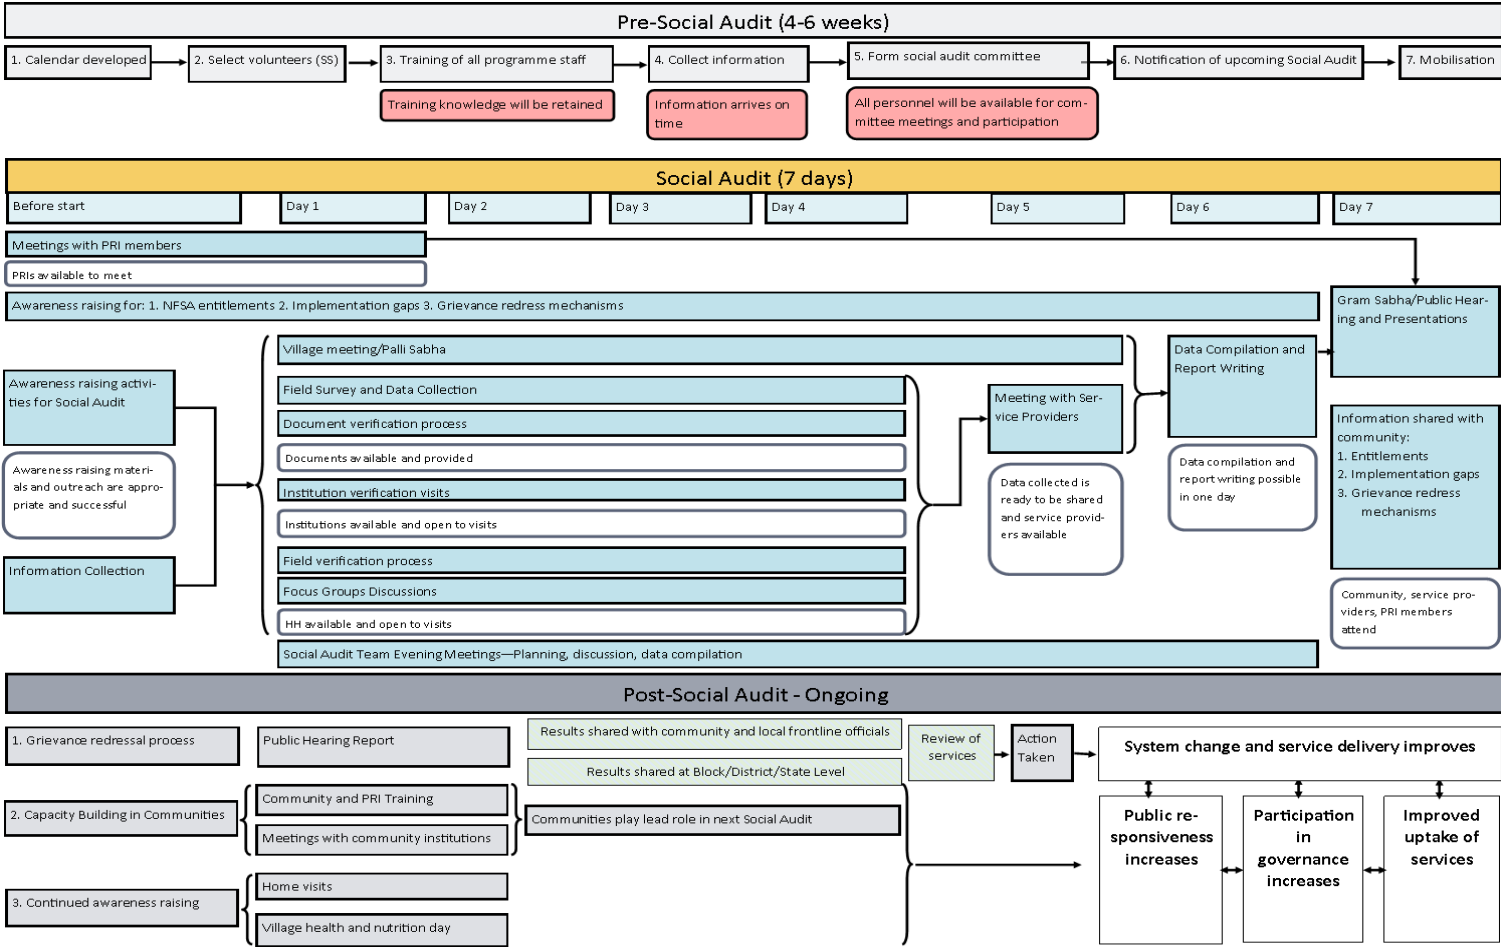 Pre-Social Audit (4-6 weeks)
1. Calendar developed
2. Select volunteers (SS)
3. Training of all programme staff
4. Collect information
5. Form social audit committee
6. Notification of upcoming Social Audit
7. Mobilisation
Training knowledge will be retained
Information arrives on
time
All personnel will be available for com-
mittee meetings and participation
Social Audit (7 days)
Before start
Day 1
Day 2
Day 3
Day 4
Day 5
Day 6
Day 7
Meetings with PRI members
PRIs available to meet
Awareness raising for: 1. NFSA entitlements 2. Implementation gaps 3. Grievance redress mechanisms
Gram Sabha/Public Hear-
ing and Presentations
Village meeting/Palli Sabha
Data Compilation and
Report Writing
Awareness raising activi-
ties for Social Audit
Field Survey and Data Collection
Document verification process
Documents available and provided
Institution verification visits
Institutions available and open to visits
Field verification process
Focus Groups Discussions
HH available and open to visits
Meeting with Ser-
vice Providers
Awareness raising materi-
als and outreach are appro-
priate and successful
Information Collection
Data collected is
ready to be shared
and service provid-
ers available
Data compilation and
report writing possible
in one day
Information shared with
community:
1. Entitlements
2. Implementation gaps
3. Grievance redress
mechanisms
Community, service pro-
viders, PRI members
attend
Social Audit Team Evening Meetings—Planning, discussion, data compilation
Post-Social Audit - Ongoing
1. Grievance redressal process
Public Hearing Report
Results shared with community and local frontline officials
Results shared at Block/District/State Level
Review of
services
Action
Taken
System change and service delivery improves
2. Capacity Building in Communities
Community and PRI Training
Meetings with community institutions
Communities play lead role in next Social Audit
Public re-
sponsiveness
increases
Participation
in
governance
increases
Improved
uptake of
services
3. Continued awareness raising
Home visits
Village health and nutrition day